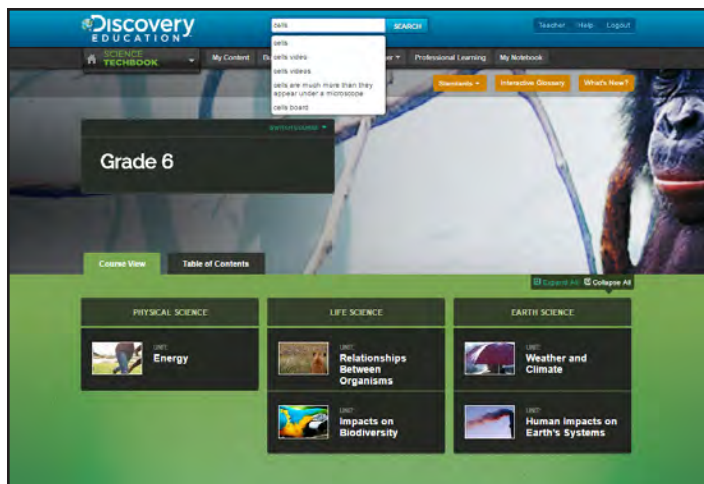 Discovery
EDUCATION
cells
SEARCH
Teacher Help Logout
SCIENCE
TECHBOOK
My Content
Professional Learning
My Notebook
cells
cells video
cells videos
cells are much more than they
appear under a microscope
cells board
Standards
Interactive Glossary
What's New?
Grade 6
Course View
Table of Contents
Expand All
Collapse All
PHYSICAL SCIENCE
UNIT:
Energy
LIFE SCIENCE
UNIT:
Relationships
Between
Organisms
UNIT:
Impacts on
Biodiversity
EARTH SCIENCE
UNIT:
Weather and
Climate
UNIT:
Human Impacts on
Earth's Systems